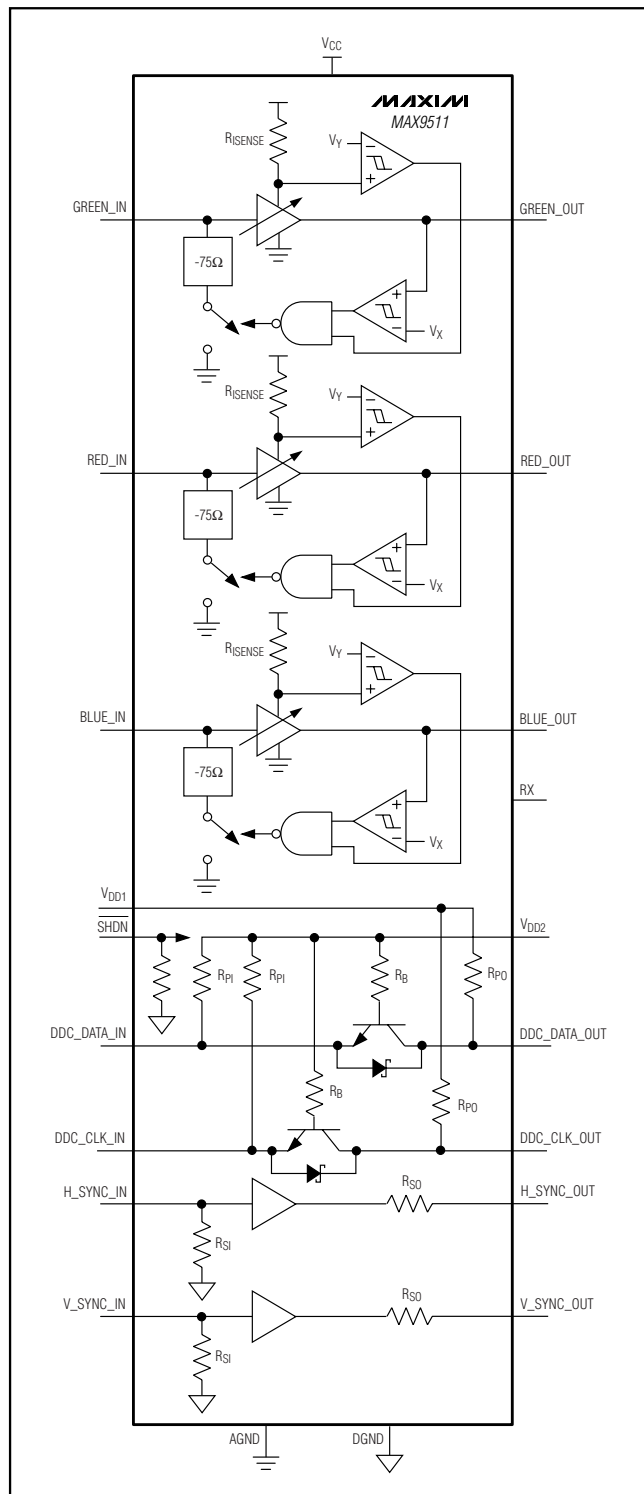 VCC
MAXIM
MAX9511
RISENSE
VY
GREEN_IN
GREEN_OUT
-75Ω
VX
RISENSE
VY
RED_IN
RED_OUT
-75Ω
VX
RISENSE
VY
BLUE_IN
BLUE_OUT
-75Ω
RX
VX
VDD1
SHDN
VDD2
RPI
RPI
RB
RPO
DDC_DATA_IN
DDC_DATA_OUT
RB
RPO
DDC_CLK_IN
DDC_CLK_OUT
H_SYNC_IN
RSO
H_SYNC_OUT
RSI
V_SYNC_IN
RSO
V_SYNC_OUT
RSI
AGND
DGND